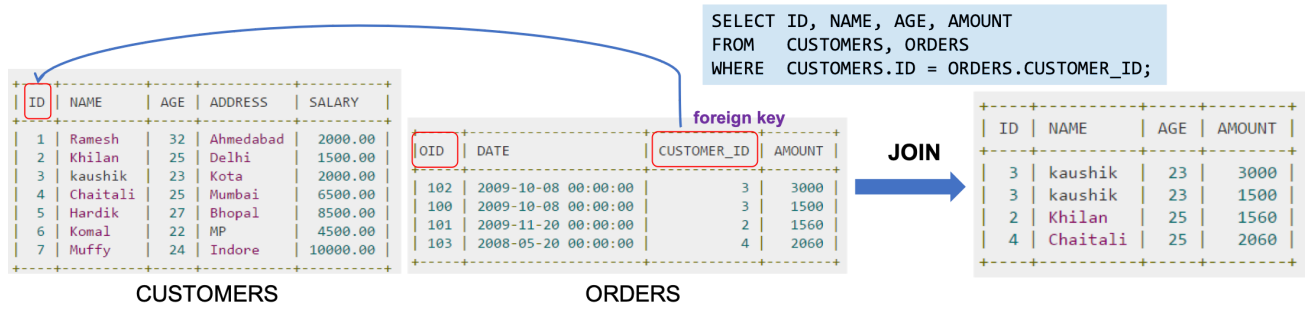 SELECT ID, NAME, AGE, AMOUNT
FROM   CUSTOMERS, ORDERS
WHERE  CUSTOMERS.ID = ORDERS.CUSTOMER_ID;
| ID | NAME     | AGE | ADDRESS   | SALARY   |
|  1 | Ramesh   |  32 | Ahmedabad |  2000.00 |
|  2 | Khilan   |  25 | Delhi     |  1500.00 |
|  3 | kaushik  |  23 | Kota      |  2000.00 |
|  4 | Chaitali |  25 | Mumbai    |  6500.00 |
|  5 | Hardik   |  27 | Bhopal    |  8500.00 |
|  6 | Komal    |  22 | MP        |  4500.00 |
|  7 | Muffy    |  24 | Indore    | 10000.00 |
CUSTOMERS
foreign key
|OID  | DATE                | CUSTOMER_ID | AMOUNT |
| 102 | 2009-10-08 00:00:00 |           3 |   3000 |
| 100 | 2009-10-08 00:00:00 |           3 |   1500 |
| 101 | 2009-11-20 00:00:00 |           2 |   1560 |
| 103 | 2008-05-20 00:00:00 |           4 |   2060 |
ORDERS
JOIN
| ID | NAME     | AGE | AMOUNT |
|  3 | kaushik  |  23 |   3000 |
|  3 | kaushik  |  23 |   1500 |
|  2 | Khilan   |  25 |   1560 |
|  4 | Chaitali |  25 |   2060 |